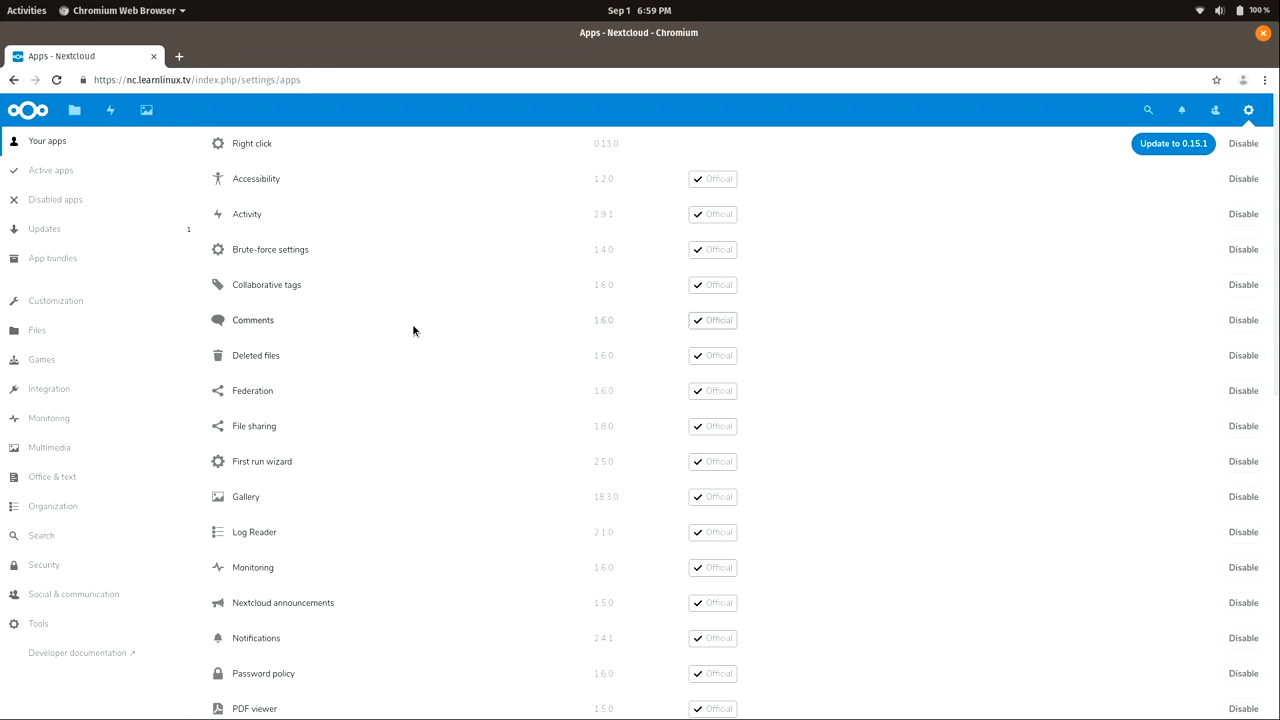 Activities
Chromium Web Browser
Sep 1 6:59 PM
100 %
Apps - Nextcloud - Chromium
Apps - Nextcloud
https://nc.learnlinux.tv/index.php/settings/apps
Your apps
Active apps
Disabled apps
Updates 1
App bundles
Customization
Files
Games
Integration
Monitoring
Multimedia
Office & text
Organization
Search
Security
Social & communication
Tools
Developer documentation ↗
Right click 0.13.0 Update to 0.15.1 Disable
Accessibility 1.2.0 Official Disable
Activity 2.9.1 Official Disable
Brute-force settings 1.4.0 Official Disable
Collaborative tags 1.6.0 Official Disable
Comments 1.6.0 Official Disable
Deleted files 1.6.0 Official Disable
Federation 1.6.0 Official Disable
File sharing 1.8.0 Official Disable
First run wizard 2.5.0 Official Disable
Gallery 18.3.0 Official Disable
Log Reader 2.1.0 Official Disable
Monitoring 1.6.0 Official Disable
Nextcloud announcements 1.5.0 Official Disable
Notifications 2.4.1 Official Disable
Password policy 1.6.0 Official Disable
PDF viewer 1.5.0 Official Disable